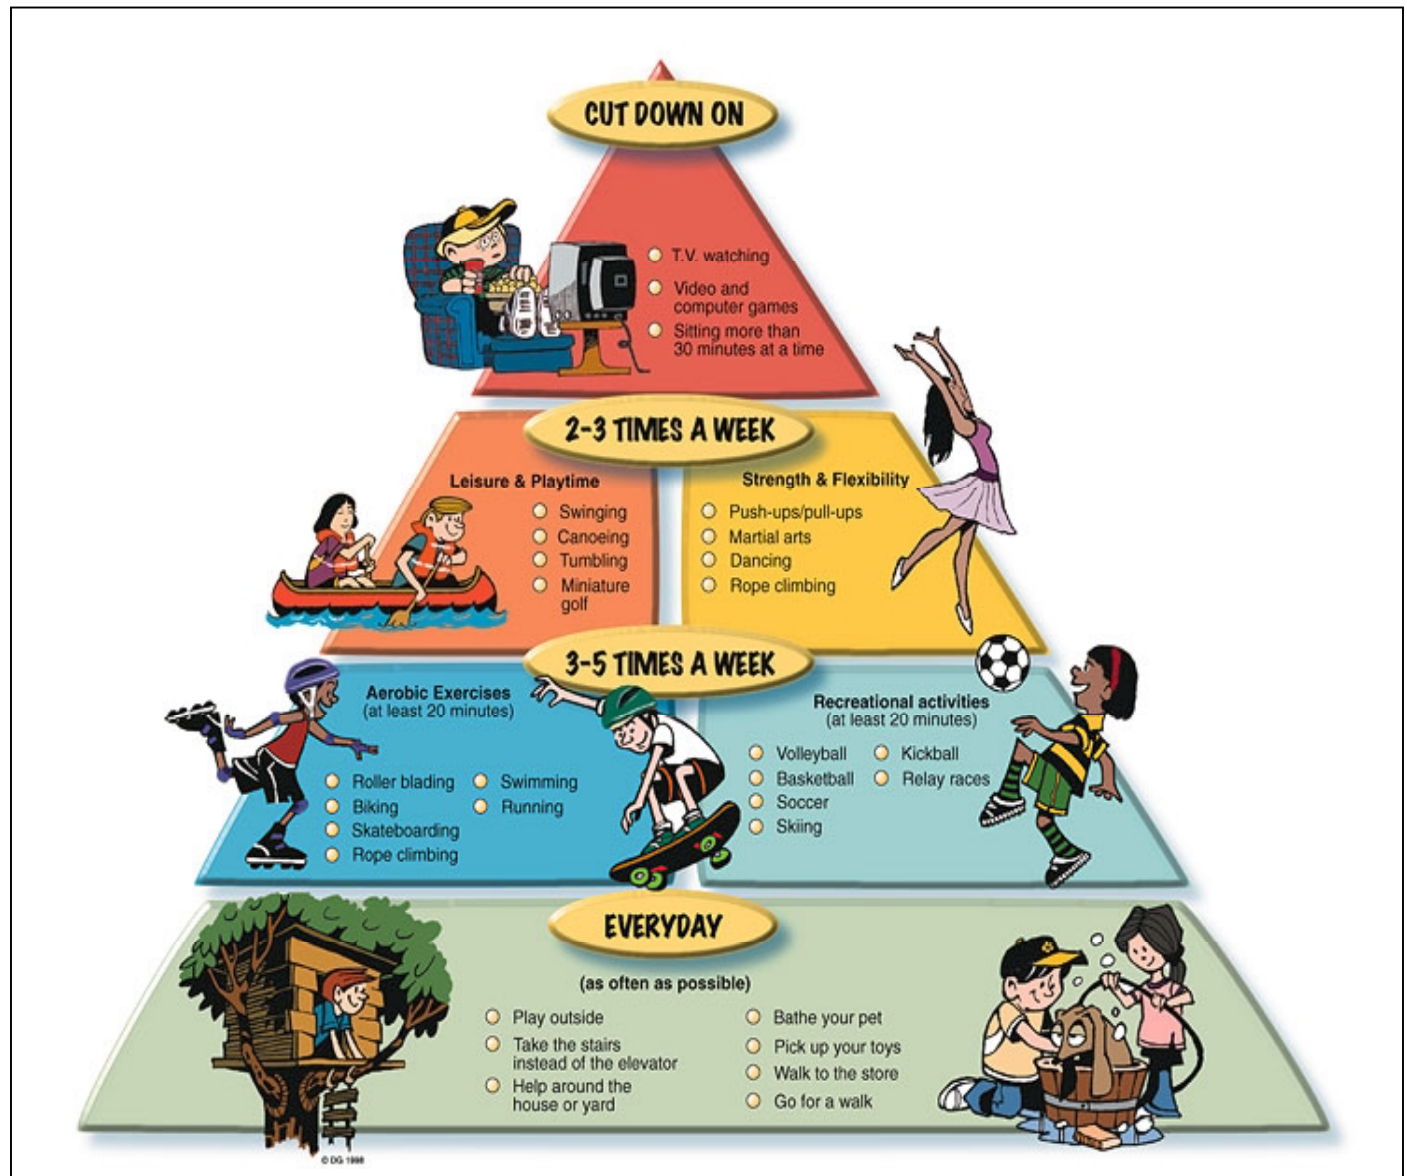 CUT DOWN ON
T.V. watching
Video and
computer games
Sitting more than
30 minutes at a time
2-3 TIMES A WEEK
Leisure & Playtime
Swinging
Canoeing
Tumbling
Miniature
golf
Strength & Flexibility
Push-ups/pull-ups
Martial arts
Dancing
Rope climbing
3-5 TIMES A WEEK
Aerobic Exercises
(at least 20 minutes)
Roller blading
Biking
Skateboarding
Rope climbing
Swimming
Running
Recreational activities
(at least 20 minutes)
Volleyball
Basketball
Soccer
Skiing
Kickball
Relay races
EVERYDAY
(as often as possible)
Play outside
Take the stairs
instead of the elevator
Help around the
house or yard
Bathe your pet
Pick up your toys
Walk to the store
Go for a walk
© DG 1998